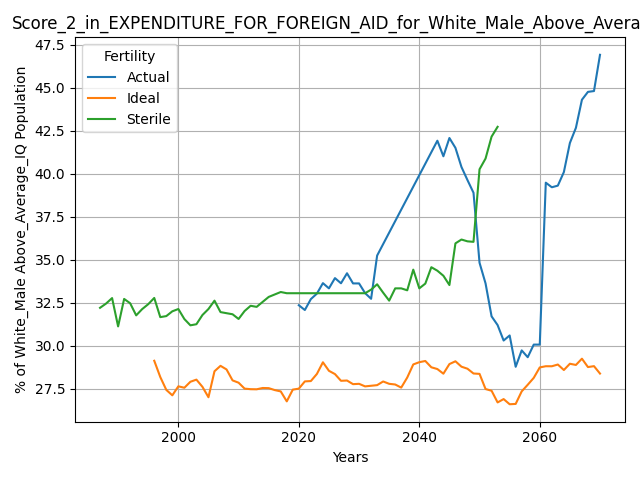 Score_2_in_EXPENDITURE_FOR_FOREIGN_AID_for_White_Male_Above_Avera
47.5
45.0
42.5
40.0
37.5
35.0
32.5
30.0
27.5
% of White_Male Above_Average_IQ Population
Fertility
Actual
Ideal
Sterile
2000 2020 2040 2060
Years